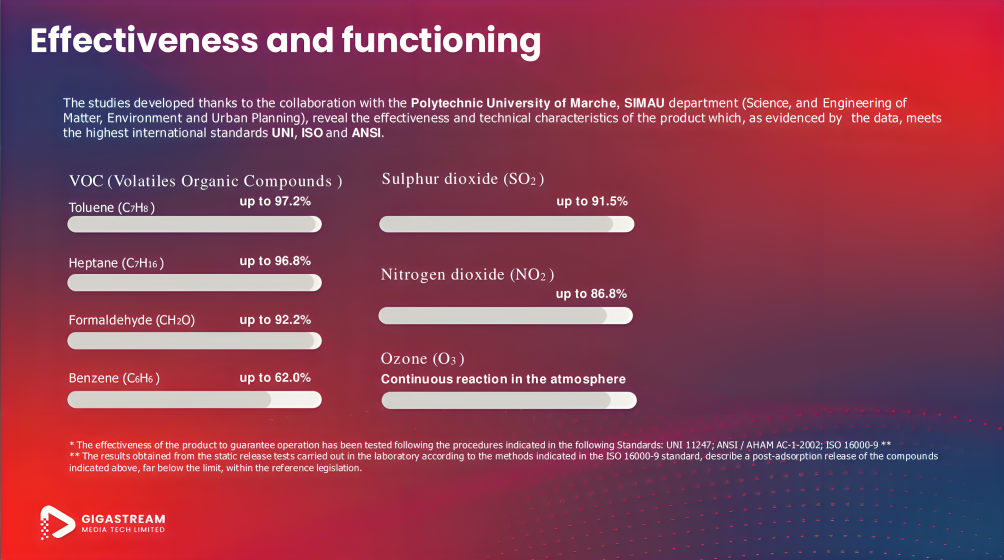 Effectiveness and functioning
The studies developed thanks to the collaboration with the Polytechnic University of Marche, SIMAU department (Science, and Engineering of
Matter, Environment and Urban Planning), reveal the effectiveness and technical characteristics of the product which, as evidenced by the data, meets
the highest international standards UNI, ISO and ANSI.
VOC (Volatiles Organic Compounds )
Toluene (C7H8 )
up to 97.2%
Heptane (C7H16 )
up to 96.8%
Formaldehyde (CH2O)
up to 92.2%
Benzene (C6H6 )
up to 62.0%
Sulphur dioxide (SO2 )
up to 91.5%
Nitrogen dioxide (NO2 )
up to 86.8%
Ozone (O3 )
Continuous reaction in the atmosphere
* The effectiveness of the product to guarantee operation has been tested following the procedures indicated in the following Standards: UNI 11247; ANSI / AHAM AC-1-2002; ISO 16000-9 **
** The results obtained from the static release tests carried out in the laboratory according to the methods indicated in the ISO 16000-9 standard, describe a post-adsorption release of the compounds
indicated above, far below the limit, within the reference legislation.
GIGASTREAM
MEDIA TECH LIMITED